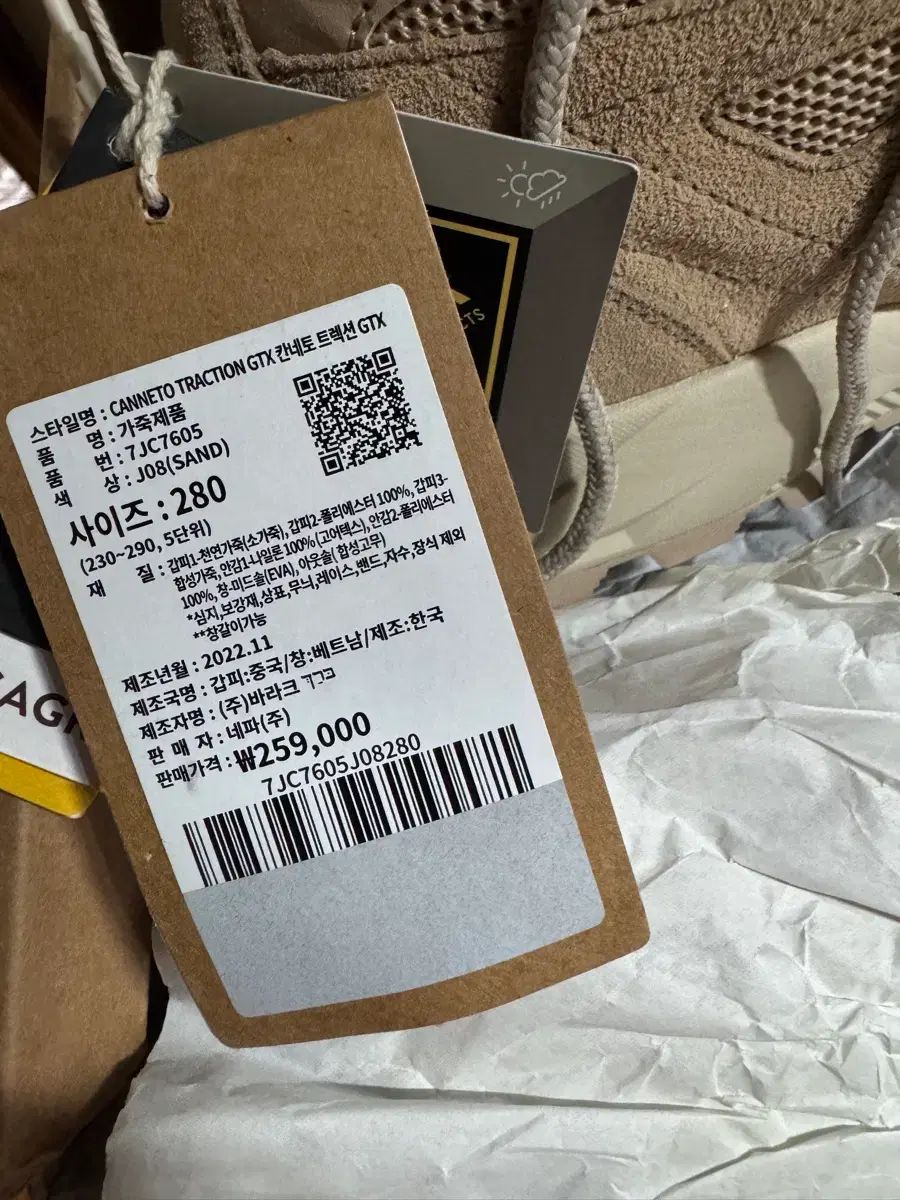 스타일명 : CANNETO TRACTION GTX 칸네토 트렉션 GTX
품 명 : 가죽제품
품 번 : 7JC7605
색 상 : J08(SAND)
사이즈 : 280
(230~290, 5단위)
재 질 : 갑피1-천연가죽(소가죽), 갑피2-폴리에스터 100%, 갑피3-
합성가죽, 안감1-나일론 100%(고어텍스), 안감2-폴리에스터
100%, 창-미드솔(EVA), 아웃솔(합성고무)
*심지,보강재,상표,무늬,레이스,밴드,자수,장식 제외
**창갈이가능
제조년월 : 2022.11
제조국명 : 갑피:중국/창:베트남/제조:한국
제조자명 : (주)바라크
판 매 자 : 네파(주)
판매가격 : ₩259,000
7JC7605J08280
CTS